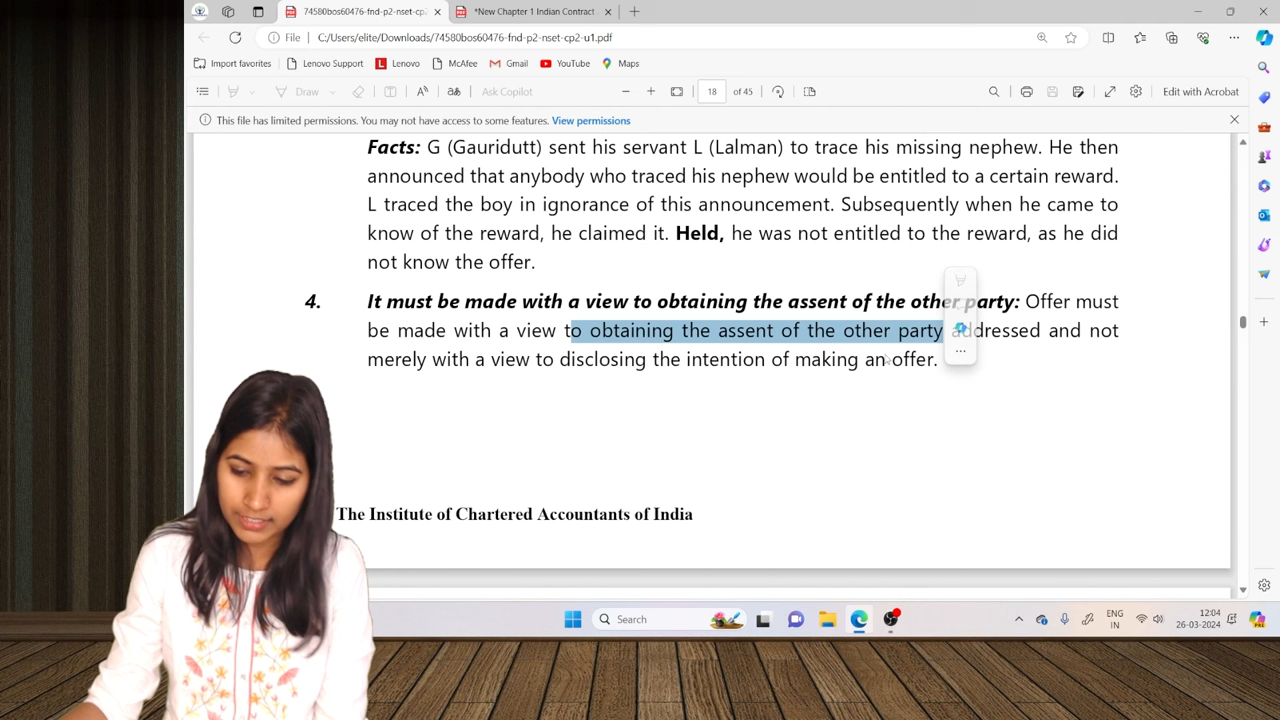 74580bos60476-fnd-p2-nset-cp2-
*New Chapter 1 Indian Contract
File C:/Users/elite/Downloads/74580bos60476-fnd-p2-nset-cp2-u1.pdf
Import favorites Lenovo Support Lenovo McAfee Gmail YouTube Maps
Draw Ask Copilot 18 of 45 Edit with Acrobat
This file has limited permissions. You may not have access to some features. View permissions
Facts: G (Gauridutt) sent his servant L (Lalman) to trace his missing nephew. He then
announced that anybody who traced his nephew would be entitled to a certain reward.
L traced the boy in ignorance of this announcement. Subsequently when he came to
know of the reward, he claimed it. Held, he was not entitled to the reward, as he did
not know the offer.
4. It must be made with a view to obtaining the assent of the other party: Offer must
be made with a view to obtaining the assent of the other party addressed and not
merely with a view to disclosing the intention of making an offer.
The Institute of Chartered Accountants of India
Search
ENG
IN
12:04
26-03-2024